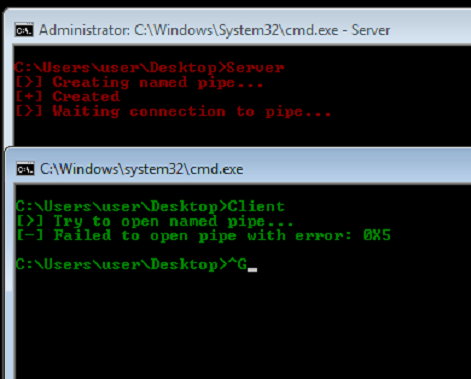 Administrator: C:\Windows\System32\cmd.exe - Server
C:\Users\user\Desktop>Server
[>] Creating named pipe...
[+] Created
[>] Waiting connection to pipe...
C:\Windows\system32\cmd.exe
C:\Users\user\Desktop>Client
[>] Try to open named pipe...
[-] Failed to open pipe with error: 0X5
C:\Users\user\Desktop>^G